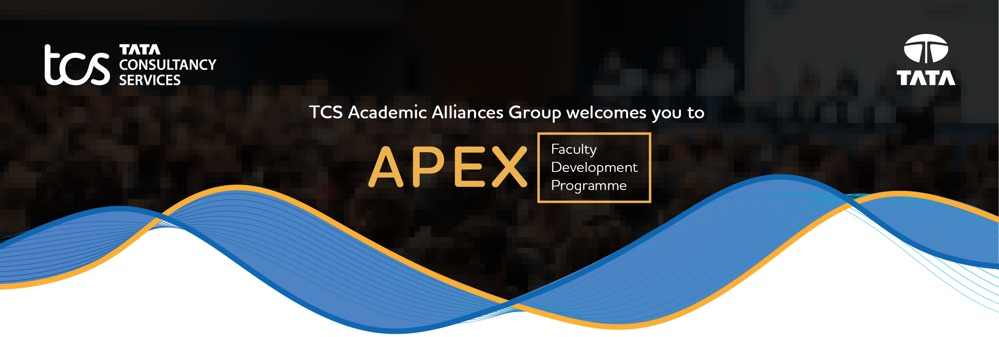 tcs
TATA
CONSULTANCY
SERVICES
TATA
TCS Academic Alliances Group welcomes you to
APEX
Faculty
Development
Programme